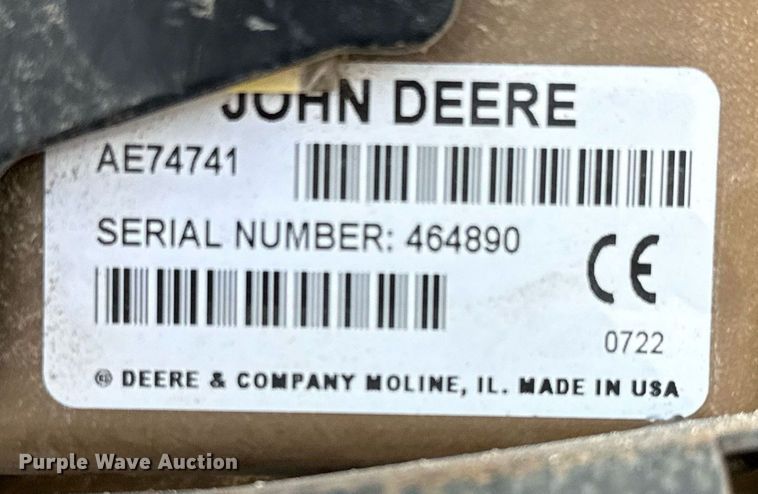 JOHN DEERE
AE74741
SERIAL NUMBER: 464890
CE
0722
© DEERE & COMPANY MOLINE, IL. MADE IN USA
Purple Wave Auction